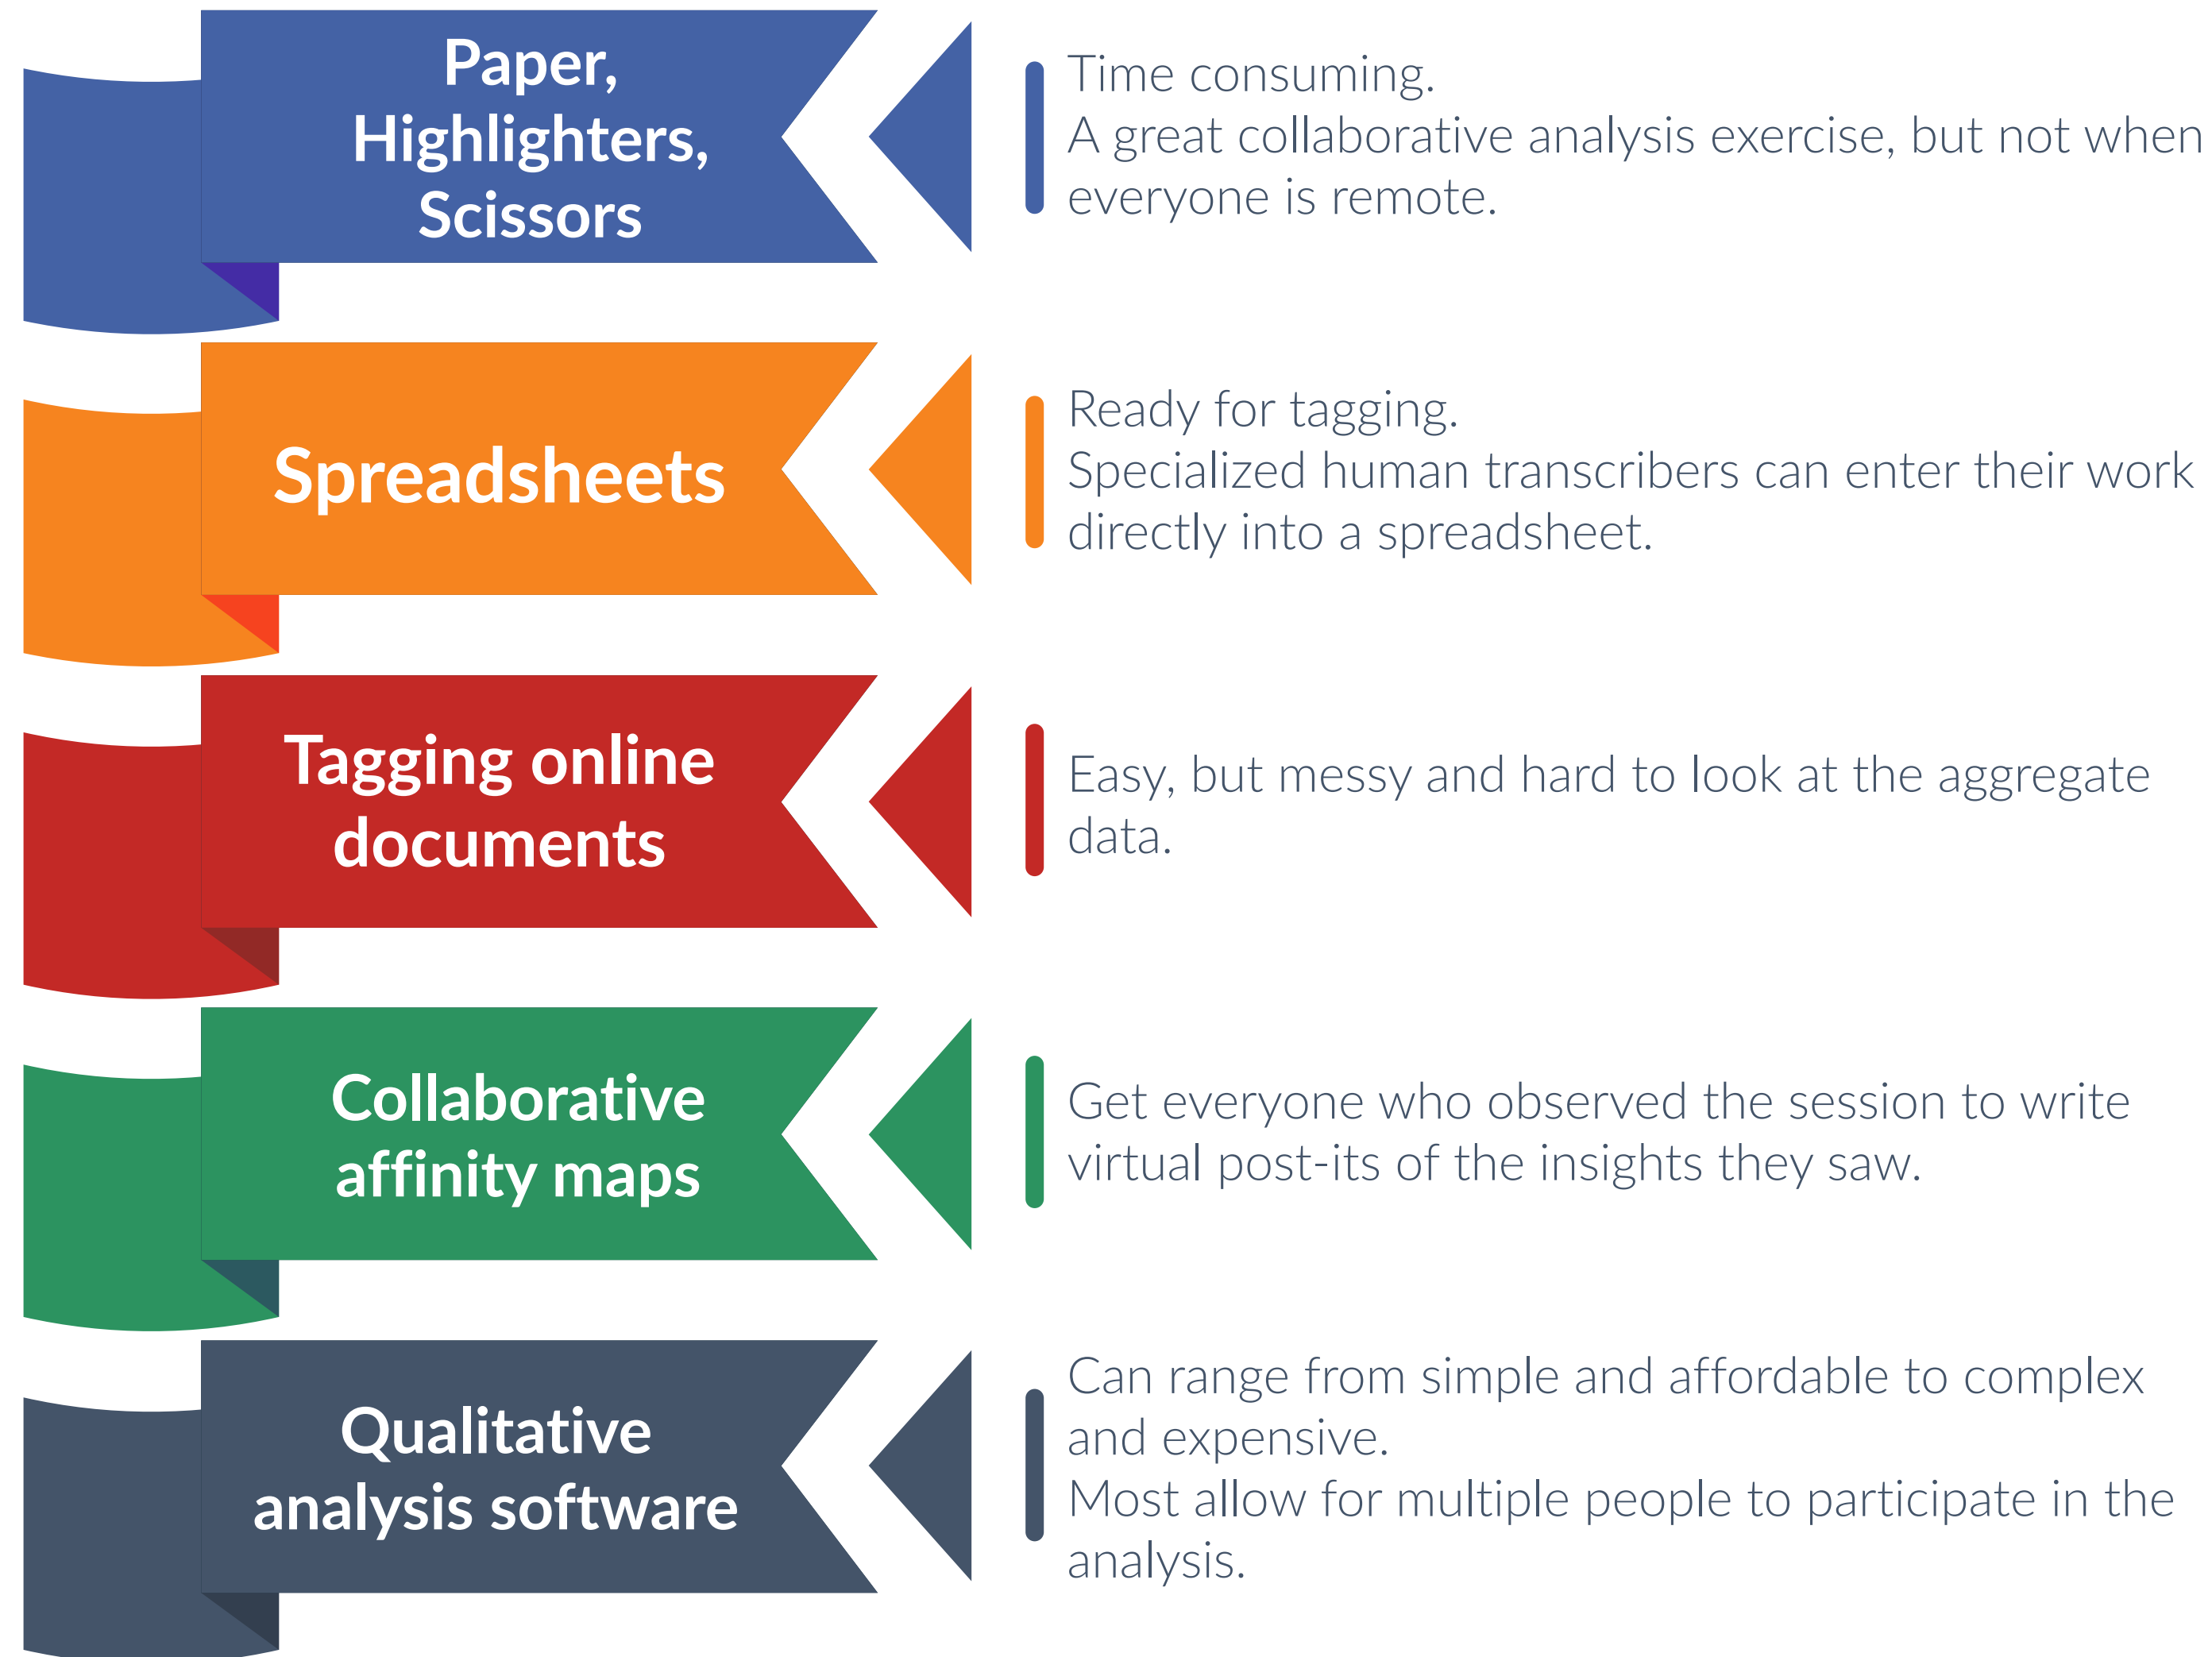 Paper,
Highlighters,
Scissors
Time consuming.
A great collaborative analysis exercise, but not when
everyone is remote.
Spreadsheets
Ready for tagging.
Specialized human transcribers can enter their work
directly into a spreadsheet.
Tagging online
documents
Easy, but messy and hard to look at the aggregate
data.
Collaborative
affinity maps
Get everyone who observed the session to write
virtual post-its of the insights they saw.
Qualitative
analysis software
Can range from simple and affordable to complex
and expensive.
Most allow for multiple people to participate in the
analysis.